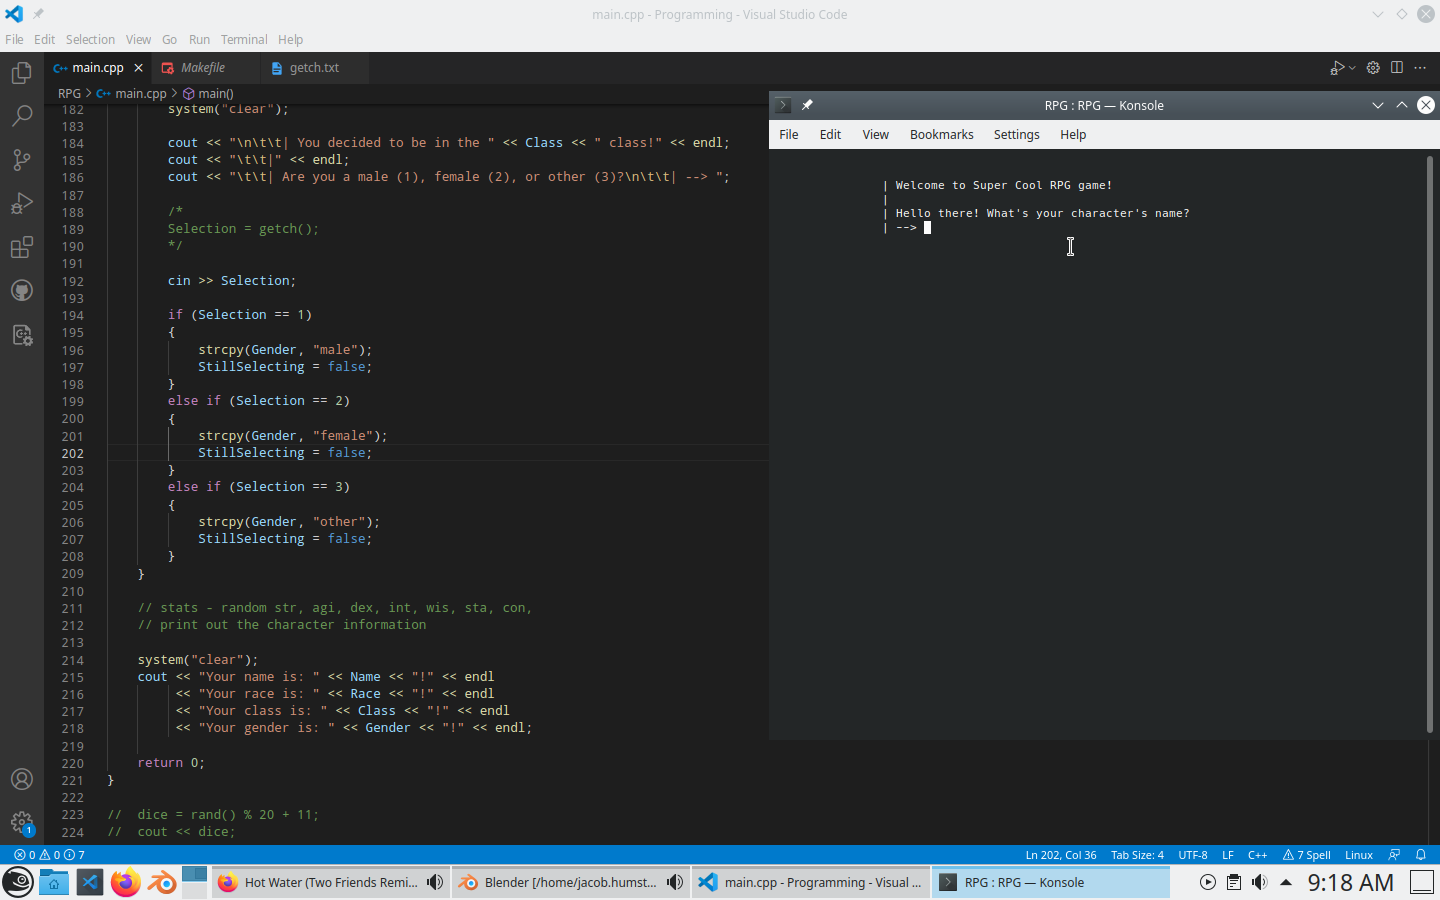 main.cpp - Programming - Visual Studio Code
File Edit Selection View Go Run Terminal Help
main.cpp
Makefile
getch.txt
RPG > main.cpp > main()
182 system("clear");
183
184 cout << "\n\t\t| You decided to be in the " << Class << " class!" << endl;
185 cout << "\t\t|" << endl;
186 cout << "\t\t| Are you a male (1), female (2), or other (3)?\n\t\t| --> ";
187
188 /*
189 Selection = getch();
190 */
191
192 cin >> Selection;
193
194 if (Selection == 1)
195 {
196 strcpy(Gender, "male");
197 StillSelecting = false;
198 }
199 else if (Selection == 2)
200 {
201 strcpy(Gender, "female");
202 StillSelecting = false;
203 }
204 else if (Selection == 3)
205 {
206 strcpy(Gender, "other");
207 StillSelecting = false;
208 }
209 }
210
211 // stats - random str, agi, dex, int, wis, sta, con,
212 // print out the character information
213
214 system("clear");
215 cout << "Your name is: " << Name << "!" << endl
216 << "Your race is: " << Race << "!" << endl
217 << "Your class is: " << Class << "!" << endl
218 << "Your gender is: " << Gender << "!" << endl;
219
220 return 0;
221 }
222
223 // dice = rand() % 20 + 11;
224 // cout << dice;
RPG : RPG — Konsole
File Edit View Bookmarks Settings Help
| Welcome to Super Cool RPG game!
|
| Hello there! What's your character's name?
| -->
1
0 0 7
Ln 202, Col 36 Tab Size: 4 UTF-8 LF C++ 7 Spell Linux
Hot Water (Two Friends Remi...
Blender [/home/jacob.humst...
main.cpp - Programming - Visual ...
RPG : RPG — Konsole
9:18 AM